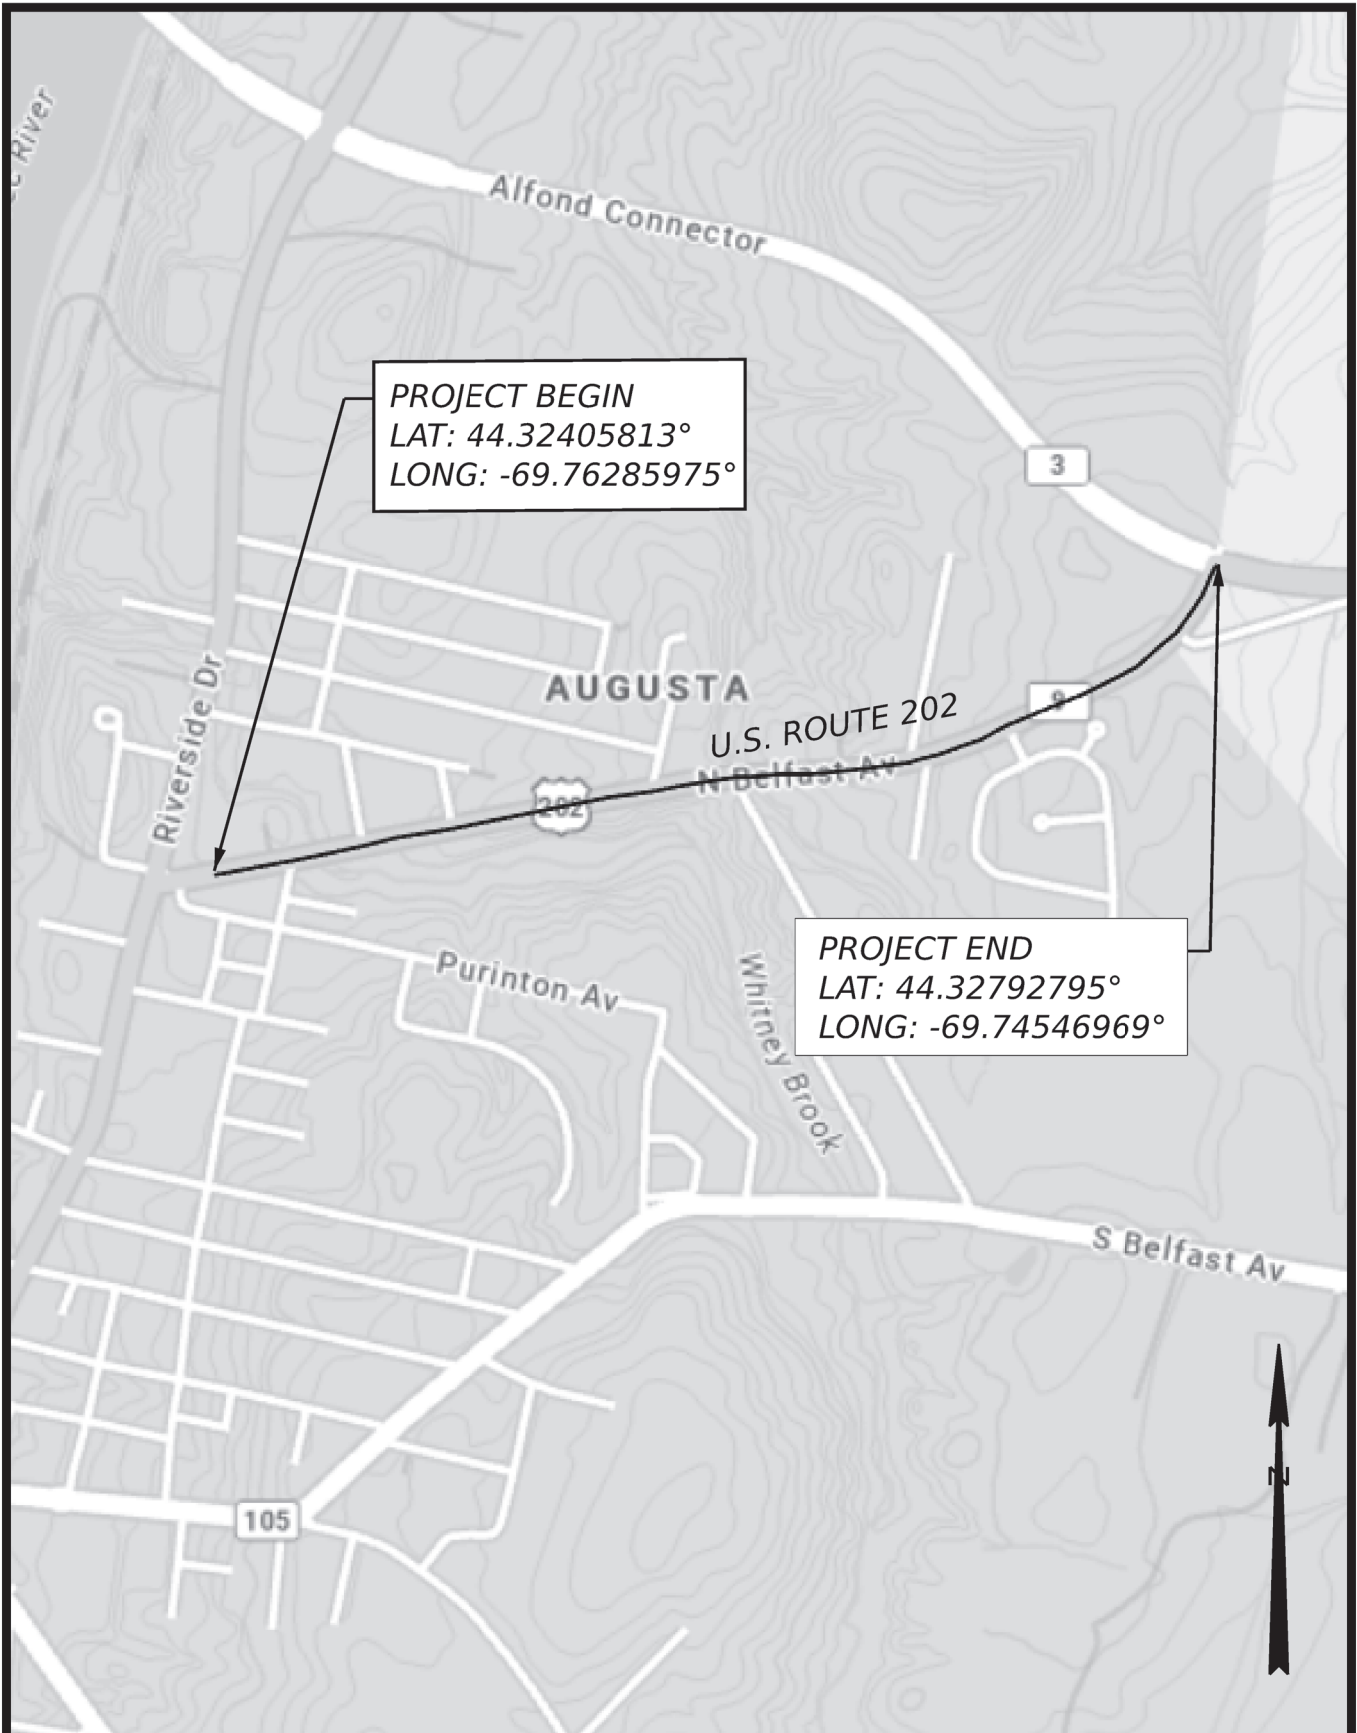 River
Alfond Connector
PROJECT BEGIN
LAT: 44.32405813°
LONG: -69.76285975°
3
Riverside Dr
AUGUSTA
9
U.S. ROUTE 202
N Belfast Av
202
PROJECT END
LAT: 44.32792795°
LONG: -69.74546969°
Purinton Av
Whitney Brook
S Belfast Av
N
105